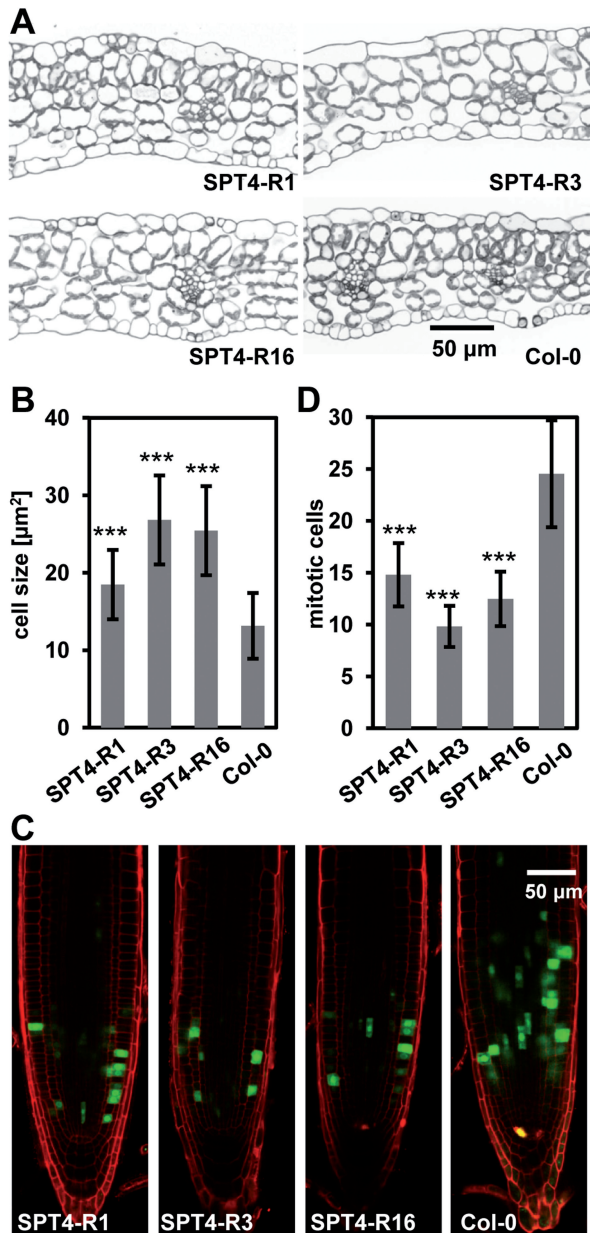 A
SPT4-R1
SPT4-R3
SPT4-R16
50 µm
Col-0
B
cell size [µm²]
40
30
20
10
0
***
***
***
SPT4-R1
SPT4-R3
SPT4-R16
Col-0
D
mitotic cells
30
25
20
15
10
5
0
***
***
***
SPT4-R1
SPT4-R3
SPT4-R16
Col-0
C
50 µm
SPT4-R1
SPT4-R3
SPT4-R16
Col-0